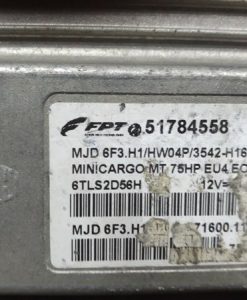 FPT 51784558
MJD 6F3.H1/HW04P/3542-H16
MINICARGO MT 75HP EU4
6TLS2D56H 12V=
MJD 6F3.H1 71600.11